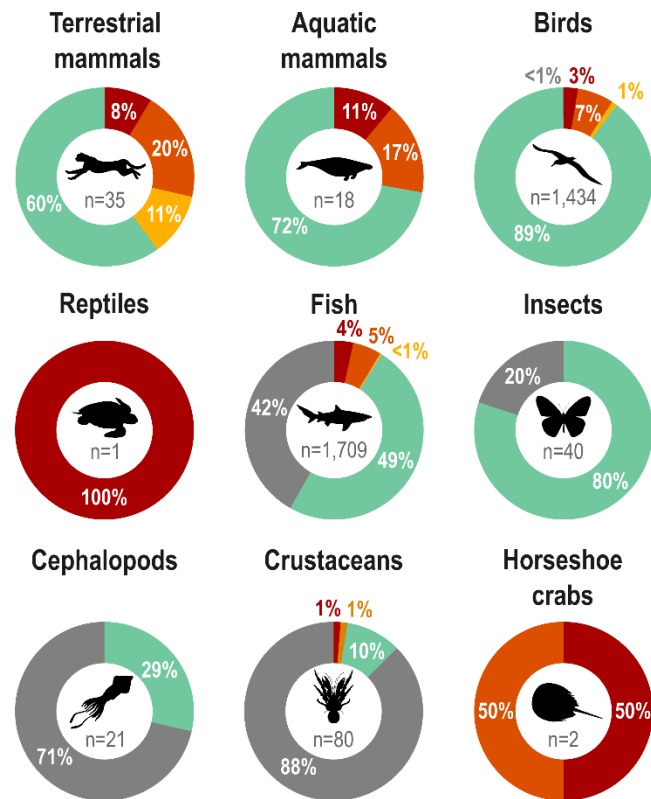 Terrestrial
mammals
8%
20%
11%
60%
n=35
Aquatic
mammals
11%
17%
72%
n=18
Birds
<1%
3%
1%
7%
89%
n=1,434
Reptiles
n=1
100%
Fish
4%
5%
<1%
42%
49%
n=1,709
Insects
20%
80%
n=40
Cephalopods
29%
71%
n=21
Crustaceans
1%
1%
10%
88%
n=80
Horseshoe
crabs
50%
50%
n=2